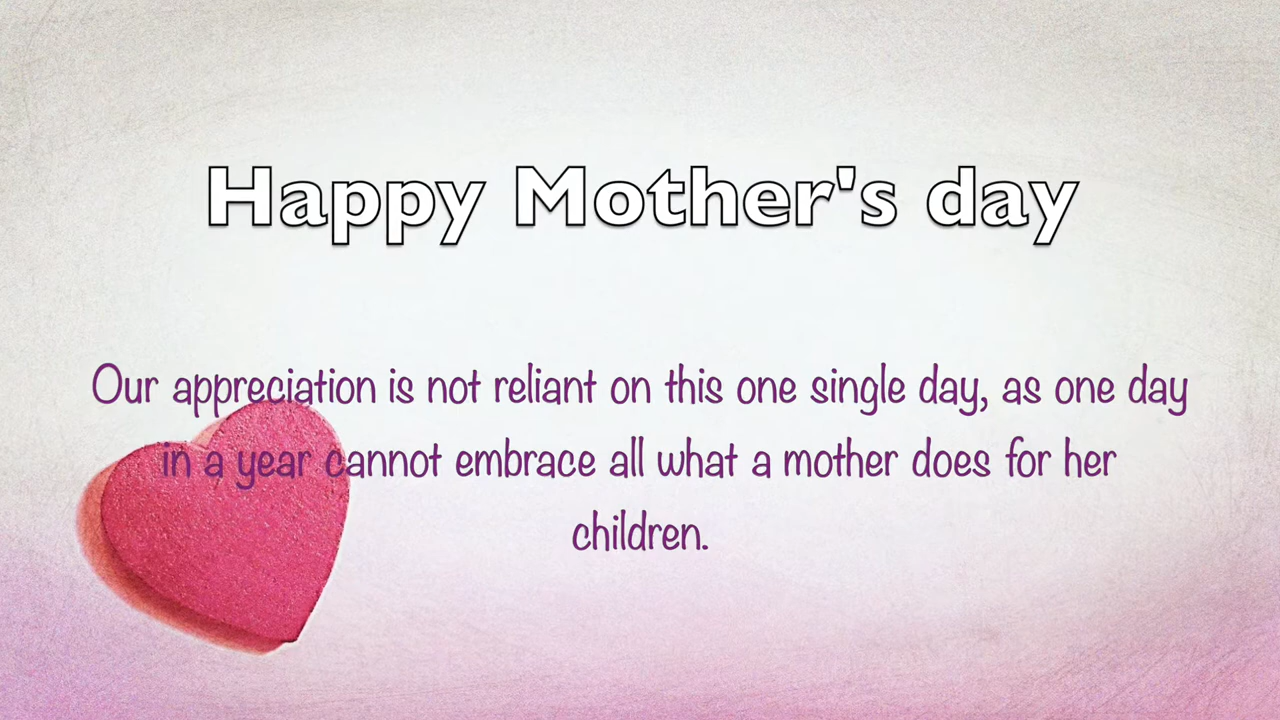 Happy Mother's day
Our appreciation is not reliant on this one single day, as one day
in a year cannot embrace all what a mother does for her
children.